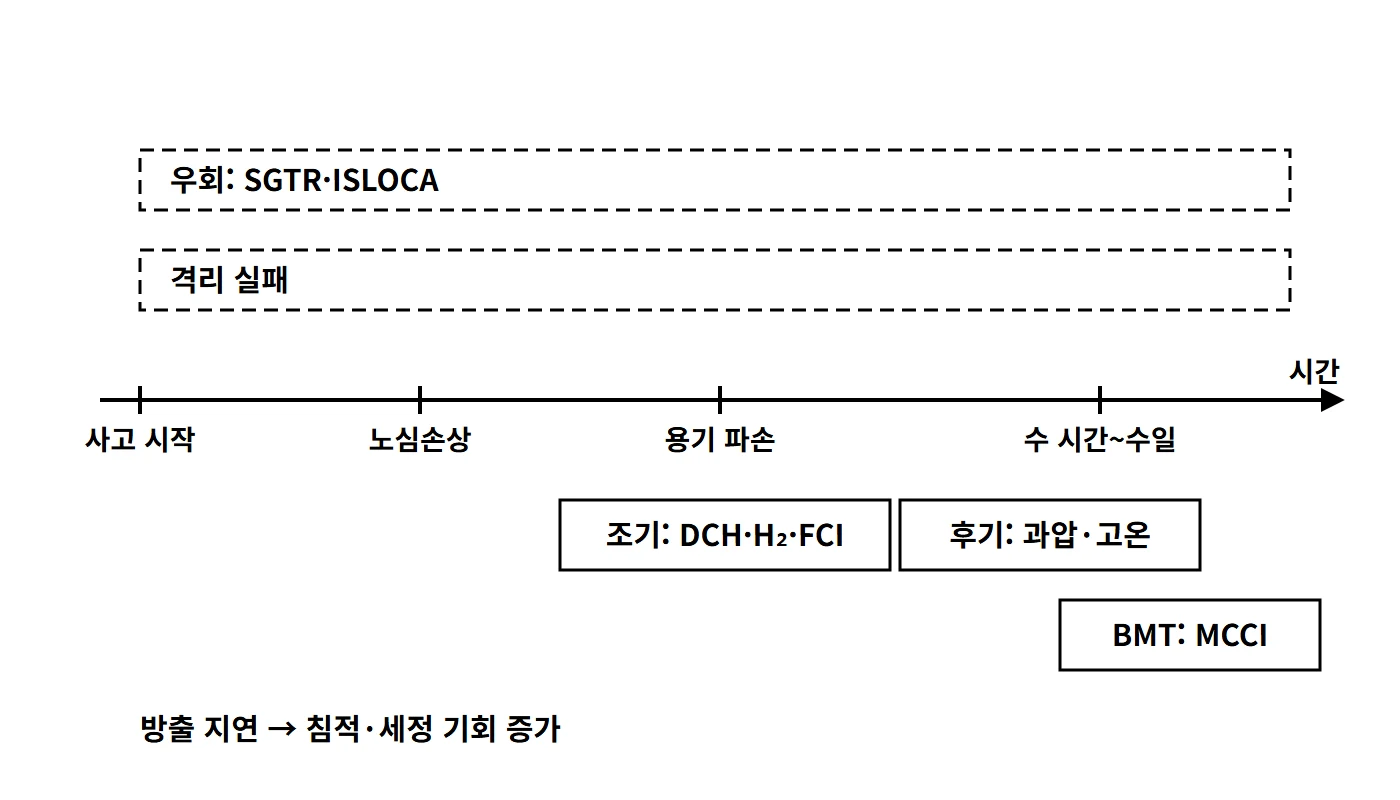 우회: SGTR·ISLOCA
격리 실패
시간
사고 시작
노심손상
용기 파손
수 시간~수일
조기: DCH·H₂·FCI
후기: 과압·고온
BMT: MCCI
방출 지연 → 침적·세정 기회 증가